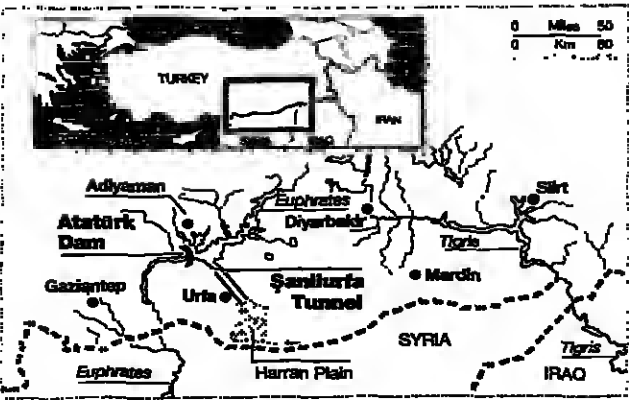 0 Miles 50
0 Km 80
TURKEY
IRAN
Adiyaman
Euphrates
Siirt
Diyarbakir
Atatürk
Dam
Tigris
Gaziantep
Urfa
Şanliurfa
Tunnel
Mardin
SYRIA
Euphrates
Harran Plain
Tigris
IRAQ